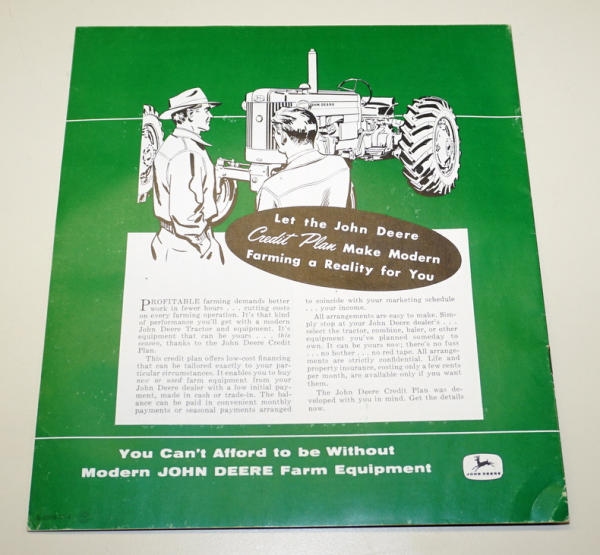 JOHN DEERE
Let the John Deere
Credit Plan Make Modern
Farming a Reality for You
PROFITABLE farming demands better
work in fewer hours . . . cutting costs
on every farming operation. It's that kind
of performance you'll get with a modern
John Deere Tractor and equipment. It's
equipment that can be yours . . . this
season, thanks to the John Deere Credit
Plan.
This credit plan offers low-cost financing
that can be tailored exactly to your par-
ticular circumstances. It enables you to buy
new or used farm equipment from your
John Deere dealer with a low initial pay-
ment, made in cash or trade-in. The bal-
ance can be paid in convenient monthly
payments or seasonal payments arranged
to coincide with your marketing schedule
. . . your income.
All arrangements are easy to make. Sim-
ply stop at your John Deere dealer's . . .
select the tractor, combine, baler, or other
equipment you've planned someday to
own. It can be yours now; there's no fuss
. . . no bother . . . no red tape. All arrange-
ments are strictly confidential. Life and
property insurance, costing only a few cents
per month, are available only if you want
them.
The John Deere Credit Plan was de-
veloped with you in mind. Get the details
now.
You Can't Afford to be Without
Modern JOHN DEERE Farm Equipment
JOHN DEERE